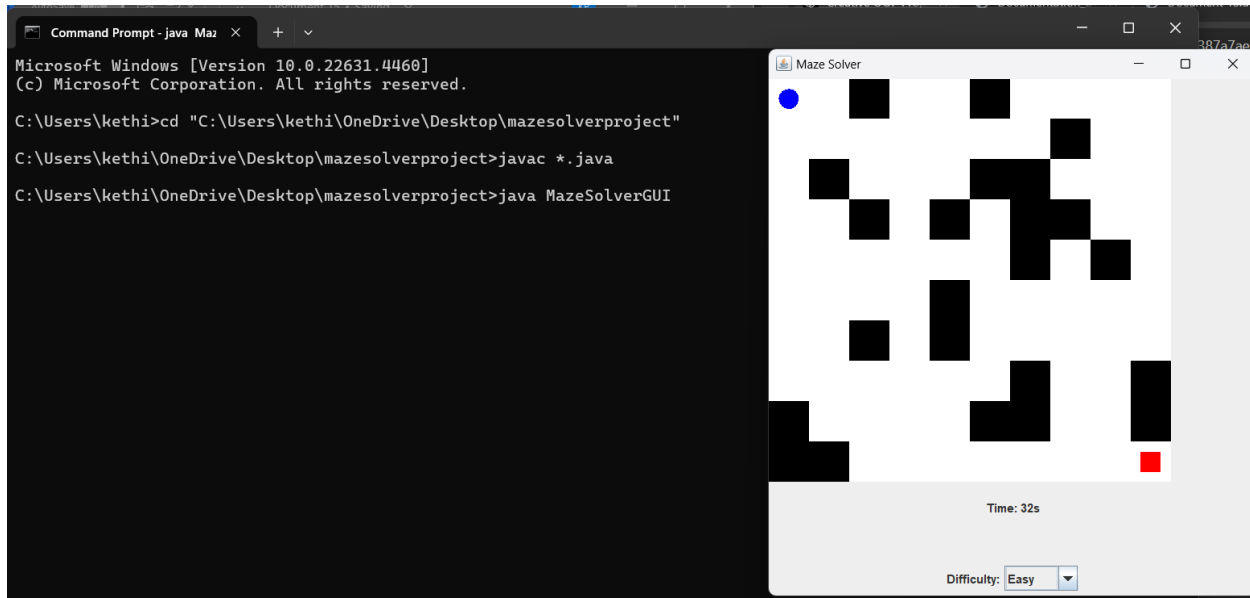 Command Prompt - java Maz
Microsoft Windows [Version 10.0.22631.4460]
(c) Microsoft Corporation. All rights reserved.
C:\Users\kethi>cd "C:\Users\kethi\OneDrive\Desktop\mazesolverproject"
C:\Users\kethi\OneDrive\Desktop\mazesolverproject>javac *.java
C:\Users\kethi\OneDrive\Desktop\mazesolverproject>java MazeSolverGUI
387a7ae
Maze Solver
Time: 32s
Difficulty: Easy